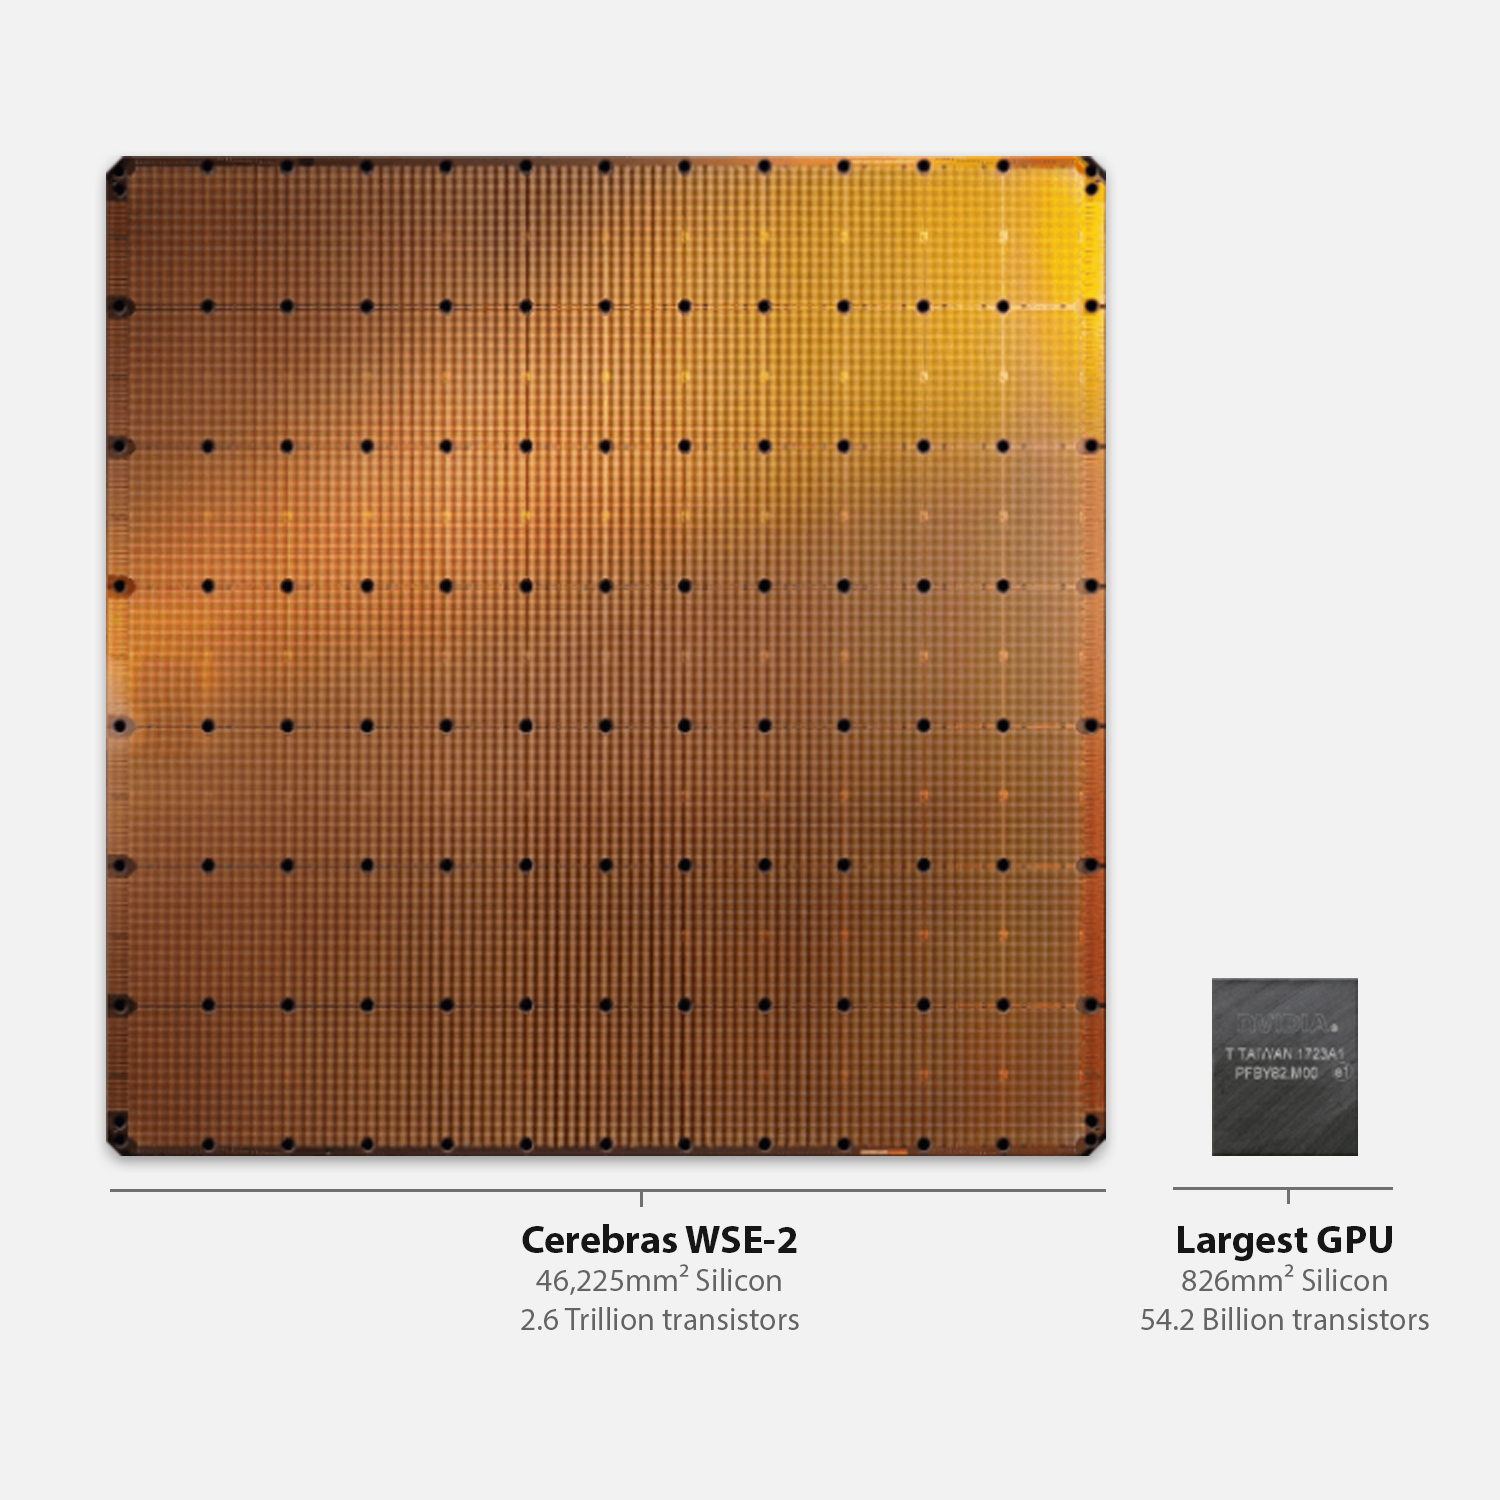 NVIDIA.
T TAIWAN 1723A1
PFBY82.M00 e1
Cerebras WSE-2
46,225mm² Silicon
2.6 Trillion transistors
Largest GPU
826mm² Silicon
54.2 Billion transistors